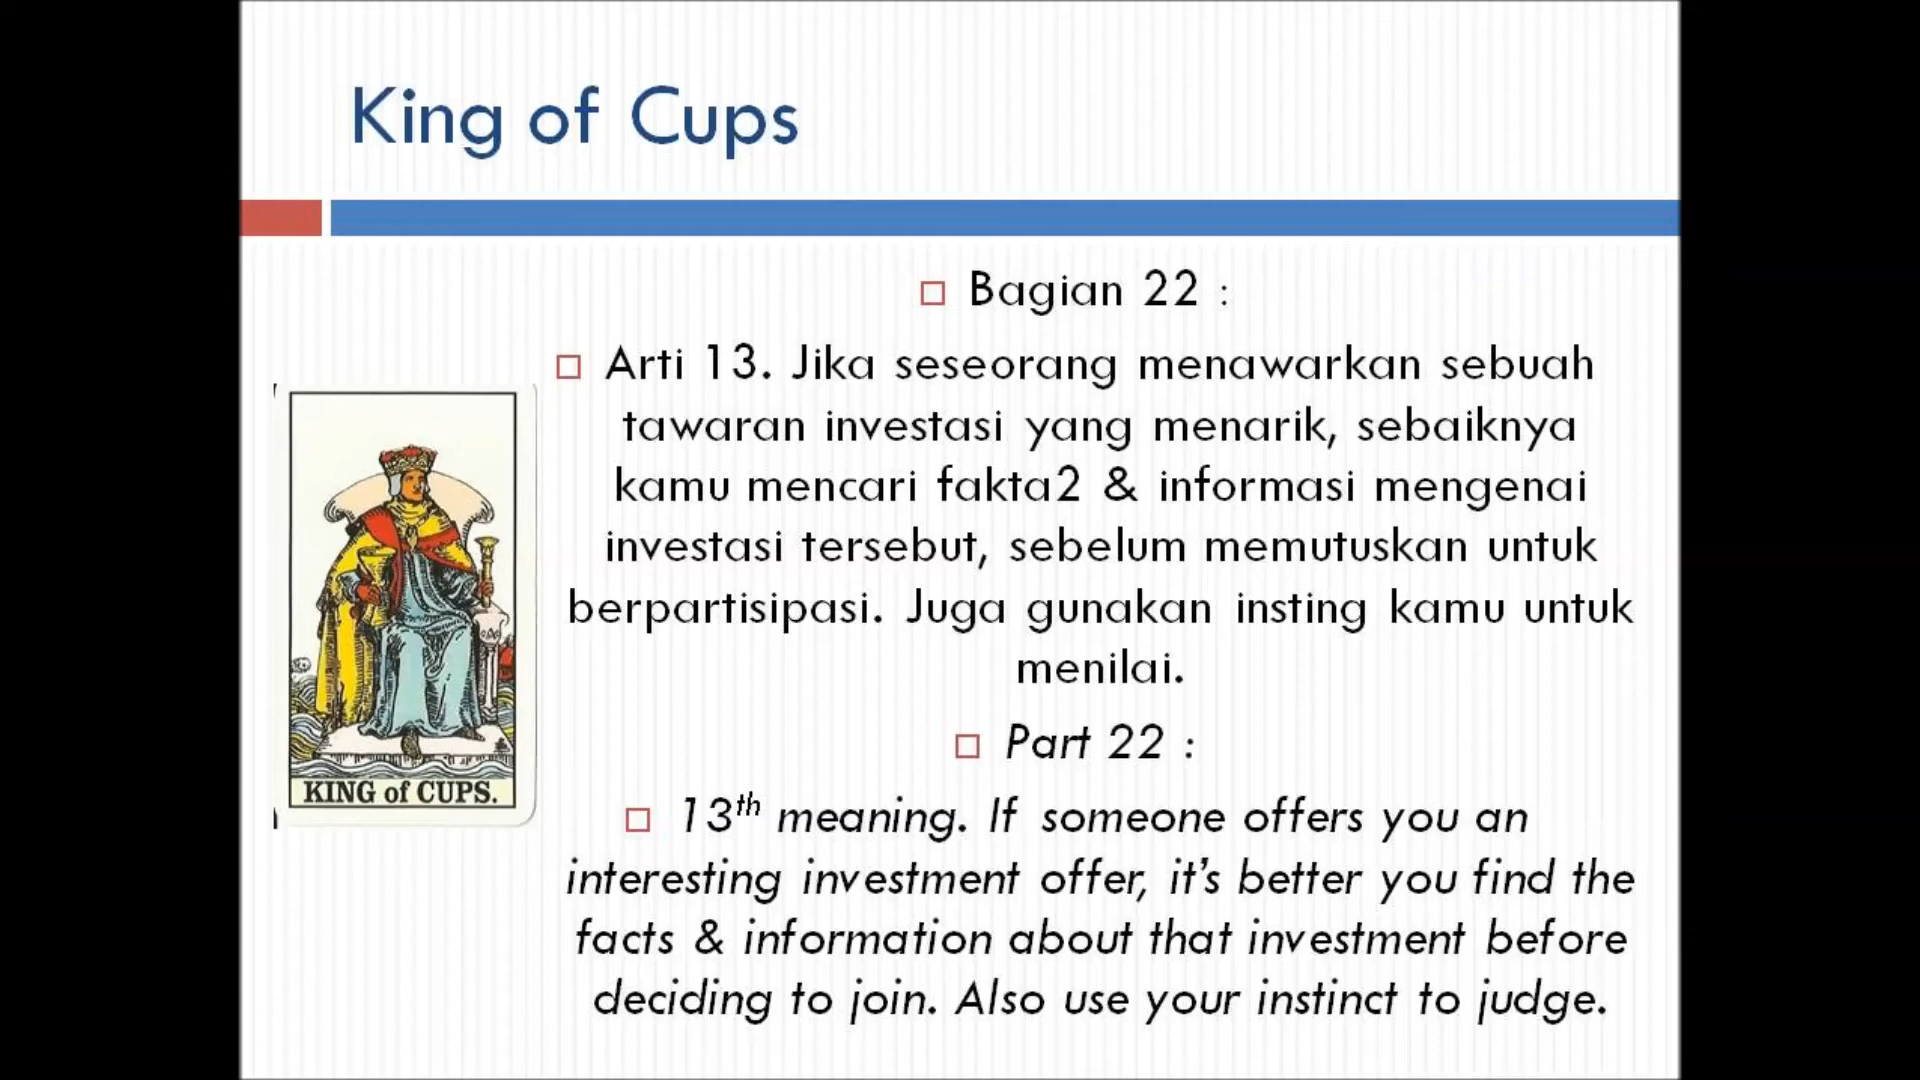 King of Cups
Bagian 22 :
Arti 13. Jika seseorang menawarkan sebuah
tawaran investasi yang menarik, sebaiknya
kamu mencari fakta2 & informasi mengenai
investasi tersebut, sebelum memutuskan untuk
berpartisipasi. Juga gunakan insting kamu untuk
menilai.
Part 22 :
13th meaning. If someone offers you an
interesting investment offer, it's better you find the
facts & information about that investment before
deciding to join. Also use your instinct to judge.
KING of CUPS.